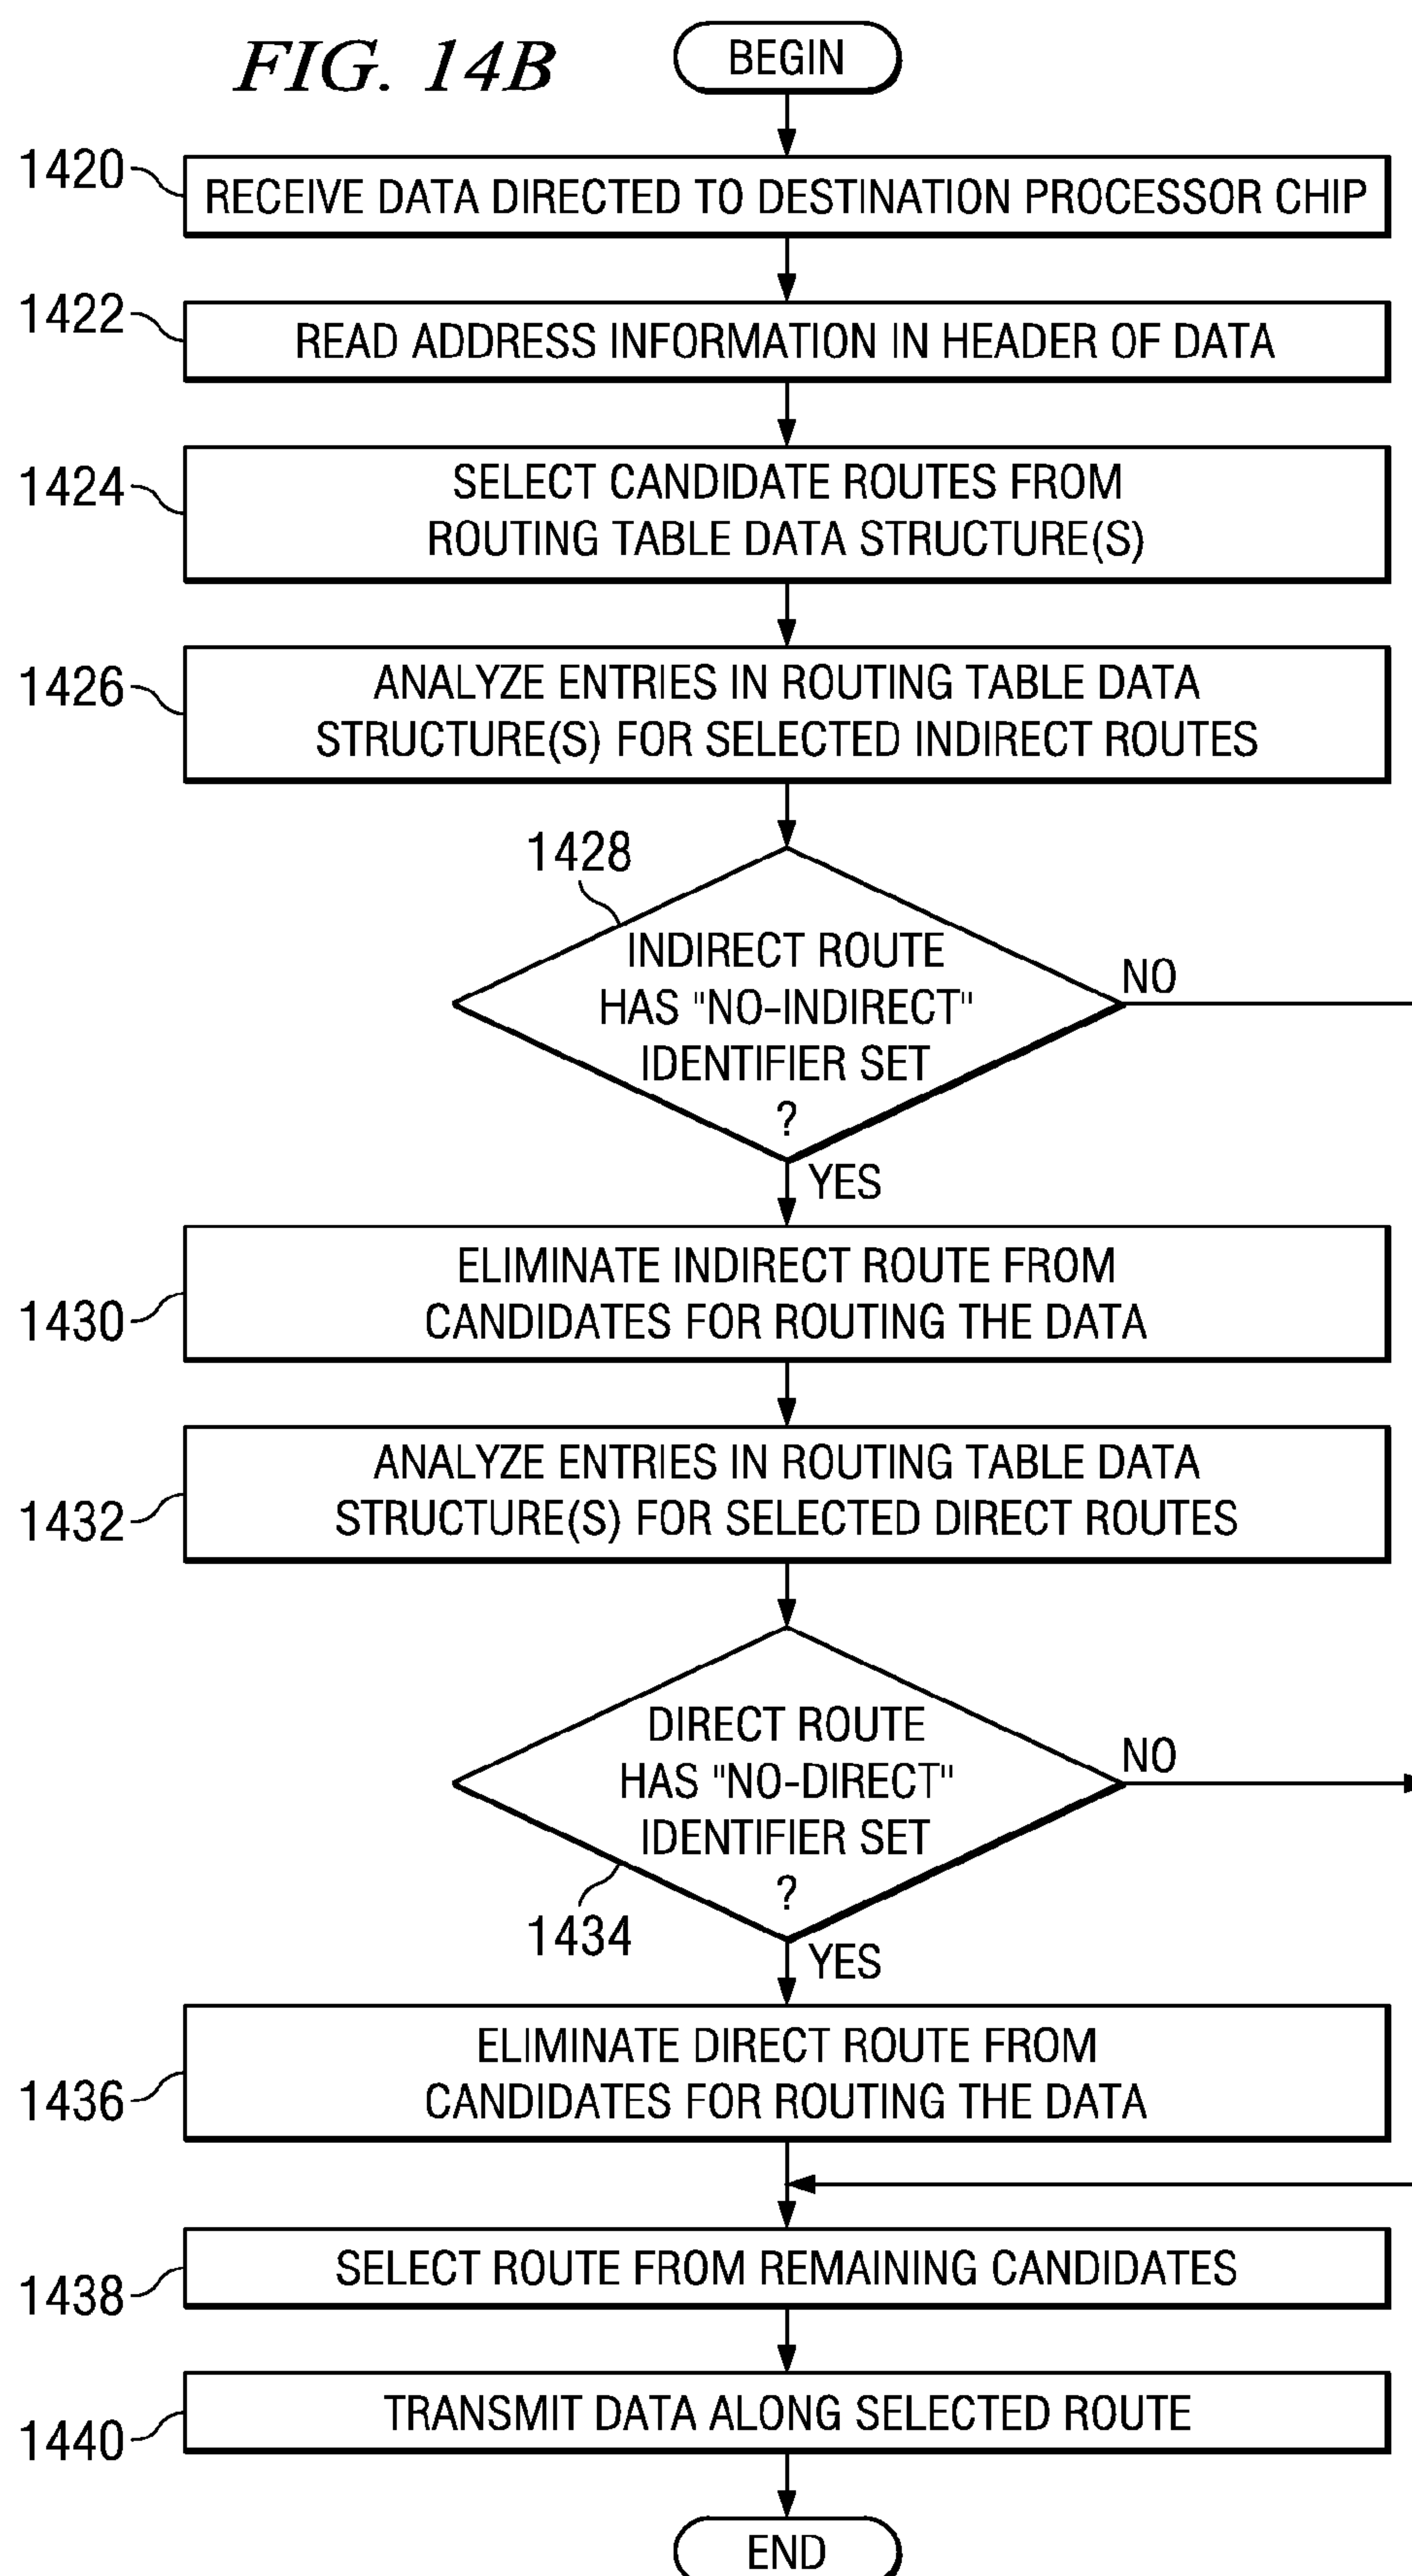 FIG. 14B
BEGIN
1420
RECEIVE DATA DIRECTED TO DESTINATION PROCESSOR CHIP
1422
READ ADDRESS INFORMATION IN HEADER OF DATA
1424
SELECT CANDIDATE ROUTES FROM
ROUTING TABLE DATA STRUCTURE(S)
1426
ANALYZE ENTRIES IN ROUTING TABLE DATA
STRUCTURE(S) FOR SELECTED INDIRECT ROUTES
1428
INDIRECT ROUTE
HAS "NO-INDIRECT"
IDENTIFIER SET
?
NO
YES
1430
ELIMINATE INDIRECT ROUTE FROM
CANDIDATES FOR ROUTING THE DATA
1432
ANALYZE ENTRIES IN ROUTING TABLE DATA
STRUCTURE(S) FOR SELECTED DIRECT ROUTES
DIRECT ROUTE
HAS "NO-DIRECT"
IDENTIFIER SET
?
NO
1434
YES
1436
ELIMINATE DIRECT ROUTE FROM
CANDIDATES FOR ROUTING THE DATA
1438
SELECT ROUTE FROM REMAINING CANDIDATES
1440
TRANSMIT DATA ALONG SELECTED ROUTE
END